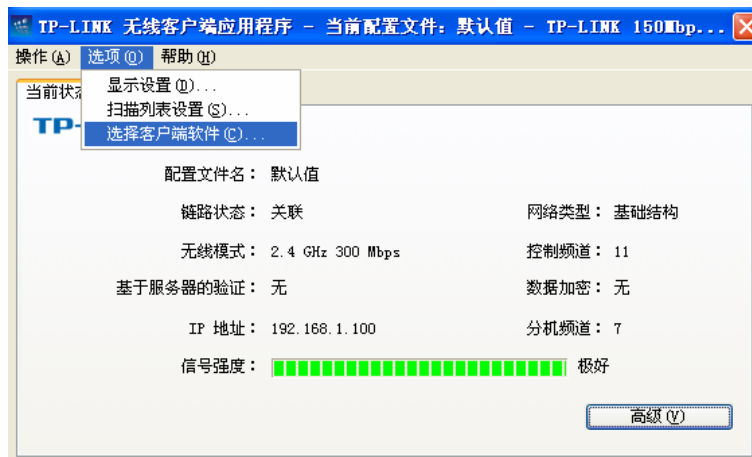 TP-LINK 无线客户端应用程序 - 当前配置文件: 默认值 - TP-LINK 150Mbp...
操作(A) 选项(O) 帮助(H)
显示设置(D)...
当前状
扫描列表设置(S)...
TP-
选择客户端软件(C)...
配置文件名: 默认值
链路状态: 关联 网络类型: 基础结构
无线模式: 2.4 GHz 300 Mbps 控制频道: 11
基于服务器的验证: 无 数据加密: 无
IP 地址: 192.168.1.100 分机频道: 7
信号强度: 极好
高级(V)